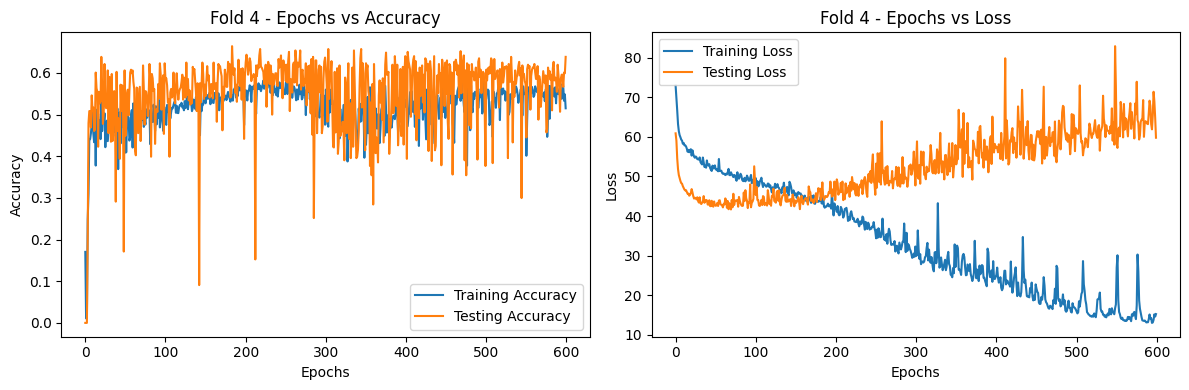 Fold 4 - Epochs vs Accuracy
Accuracy
0.6
0.5
0.4
0.3
0.2
0.1
0.0
Training Accuracy
Testing Accuracy
0 100 200 300 400 500 600
Epochs
Fold 4 - Epochs vs Loss
Training Loss
Testing Loss
Loss
80
70
60
50
40
30
20
10
0 100 200 300 400 500 600
Epochs